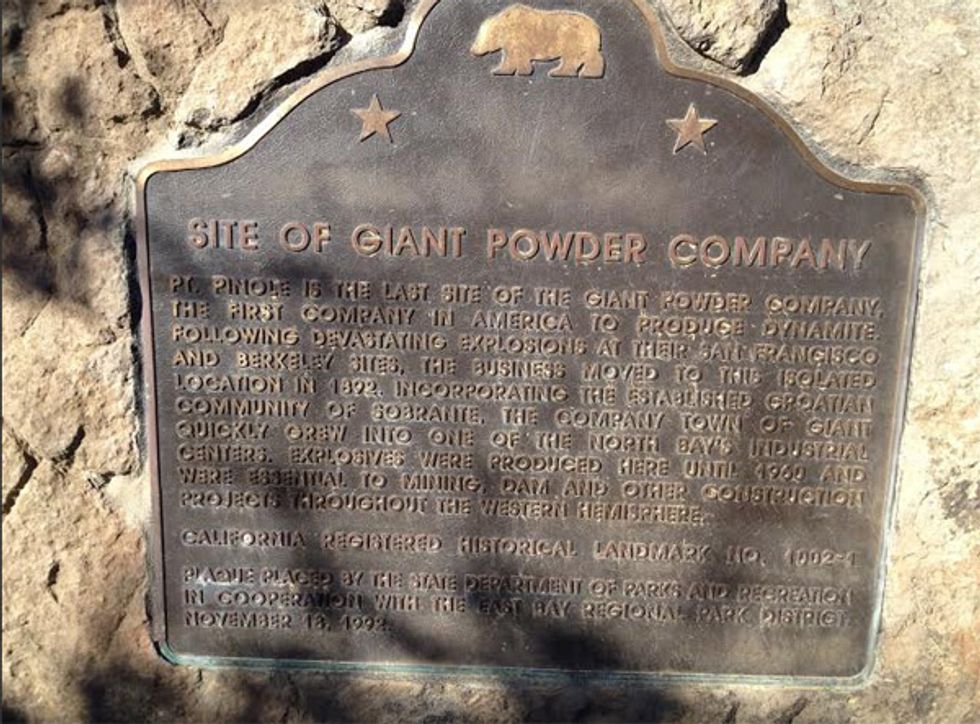 SITE OF GIANT POWDER COMPANY
PT. PINOLE IS THE LAST SITE OF THE GIANT POWDER COMPANY,
THE FIRST COMPANY IN AMERICA TO PRODUCE DYNAMITE.
FOLLOWING DEVASTATING EXPLOSIONS AT THEIR SAN FRANCISCO
AND BERKELEY SITES, THE BUSINESS MOVED TO THIS ISOLATED
LOCATION IN 1892. INCORPORATING THE ESTABLISHED CROATIAN
COMMUNITY OF SOBRANTE, THE COMPANY TOWN OF GIANT
QUICKLY GREW INTO ONE OF THE NORTH BAY'S INDUSTRIAL
CENTERS. EXPLOSIVES WERE PRODUCED HERE UNTIL 1960 AND
WERE ESSENTIAL TO MINING, DAM AND OTHER CONSTRUCTION
PROJECTS THROUGHOUT THE WESTERN HEMISPHERE.
CALIFORNIA REGISTERED HISTORICAL LANDMARK NO. 1002-1
PLAQUE PLACED BY THE STATE DEPARTMENT OF PARKS AND RECREATION
IN COOPERATION WITH THE EAST BAY REGIONAL PARK DISTRICT,
NOVEMBER 13, 1992.